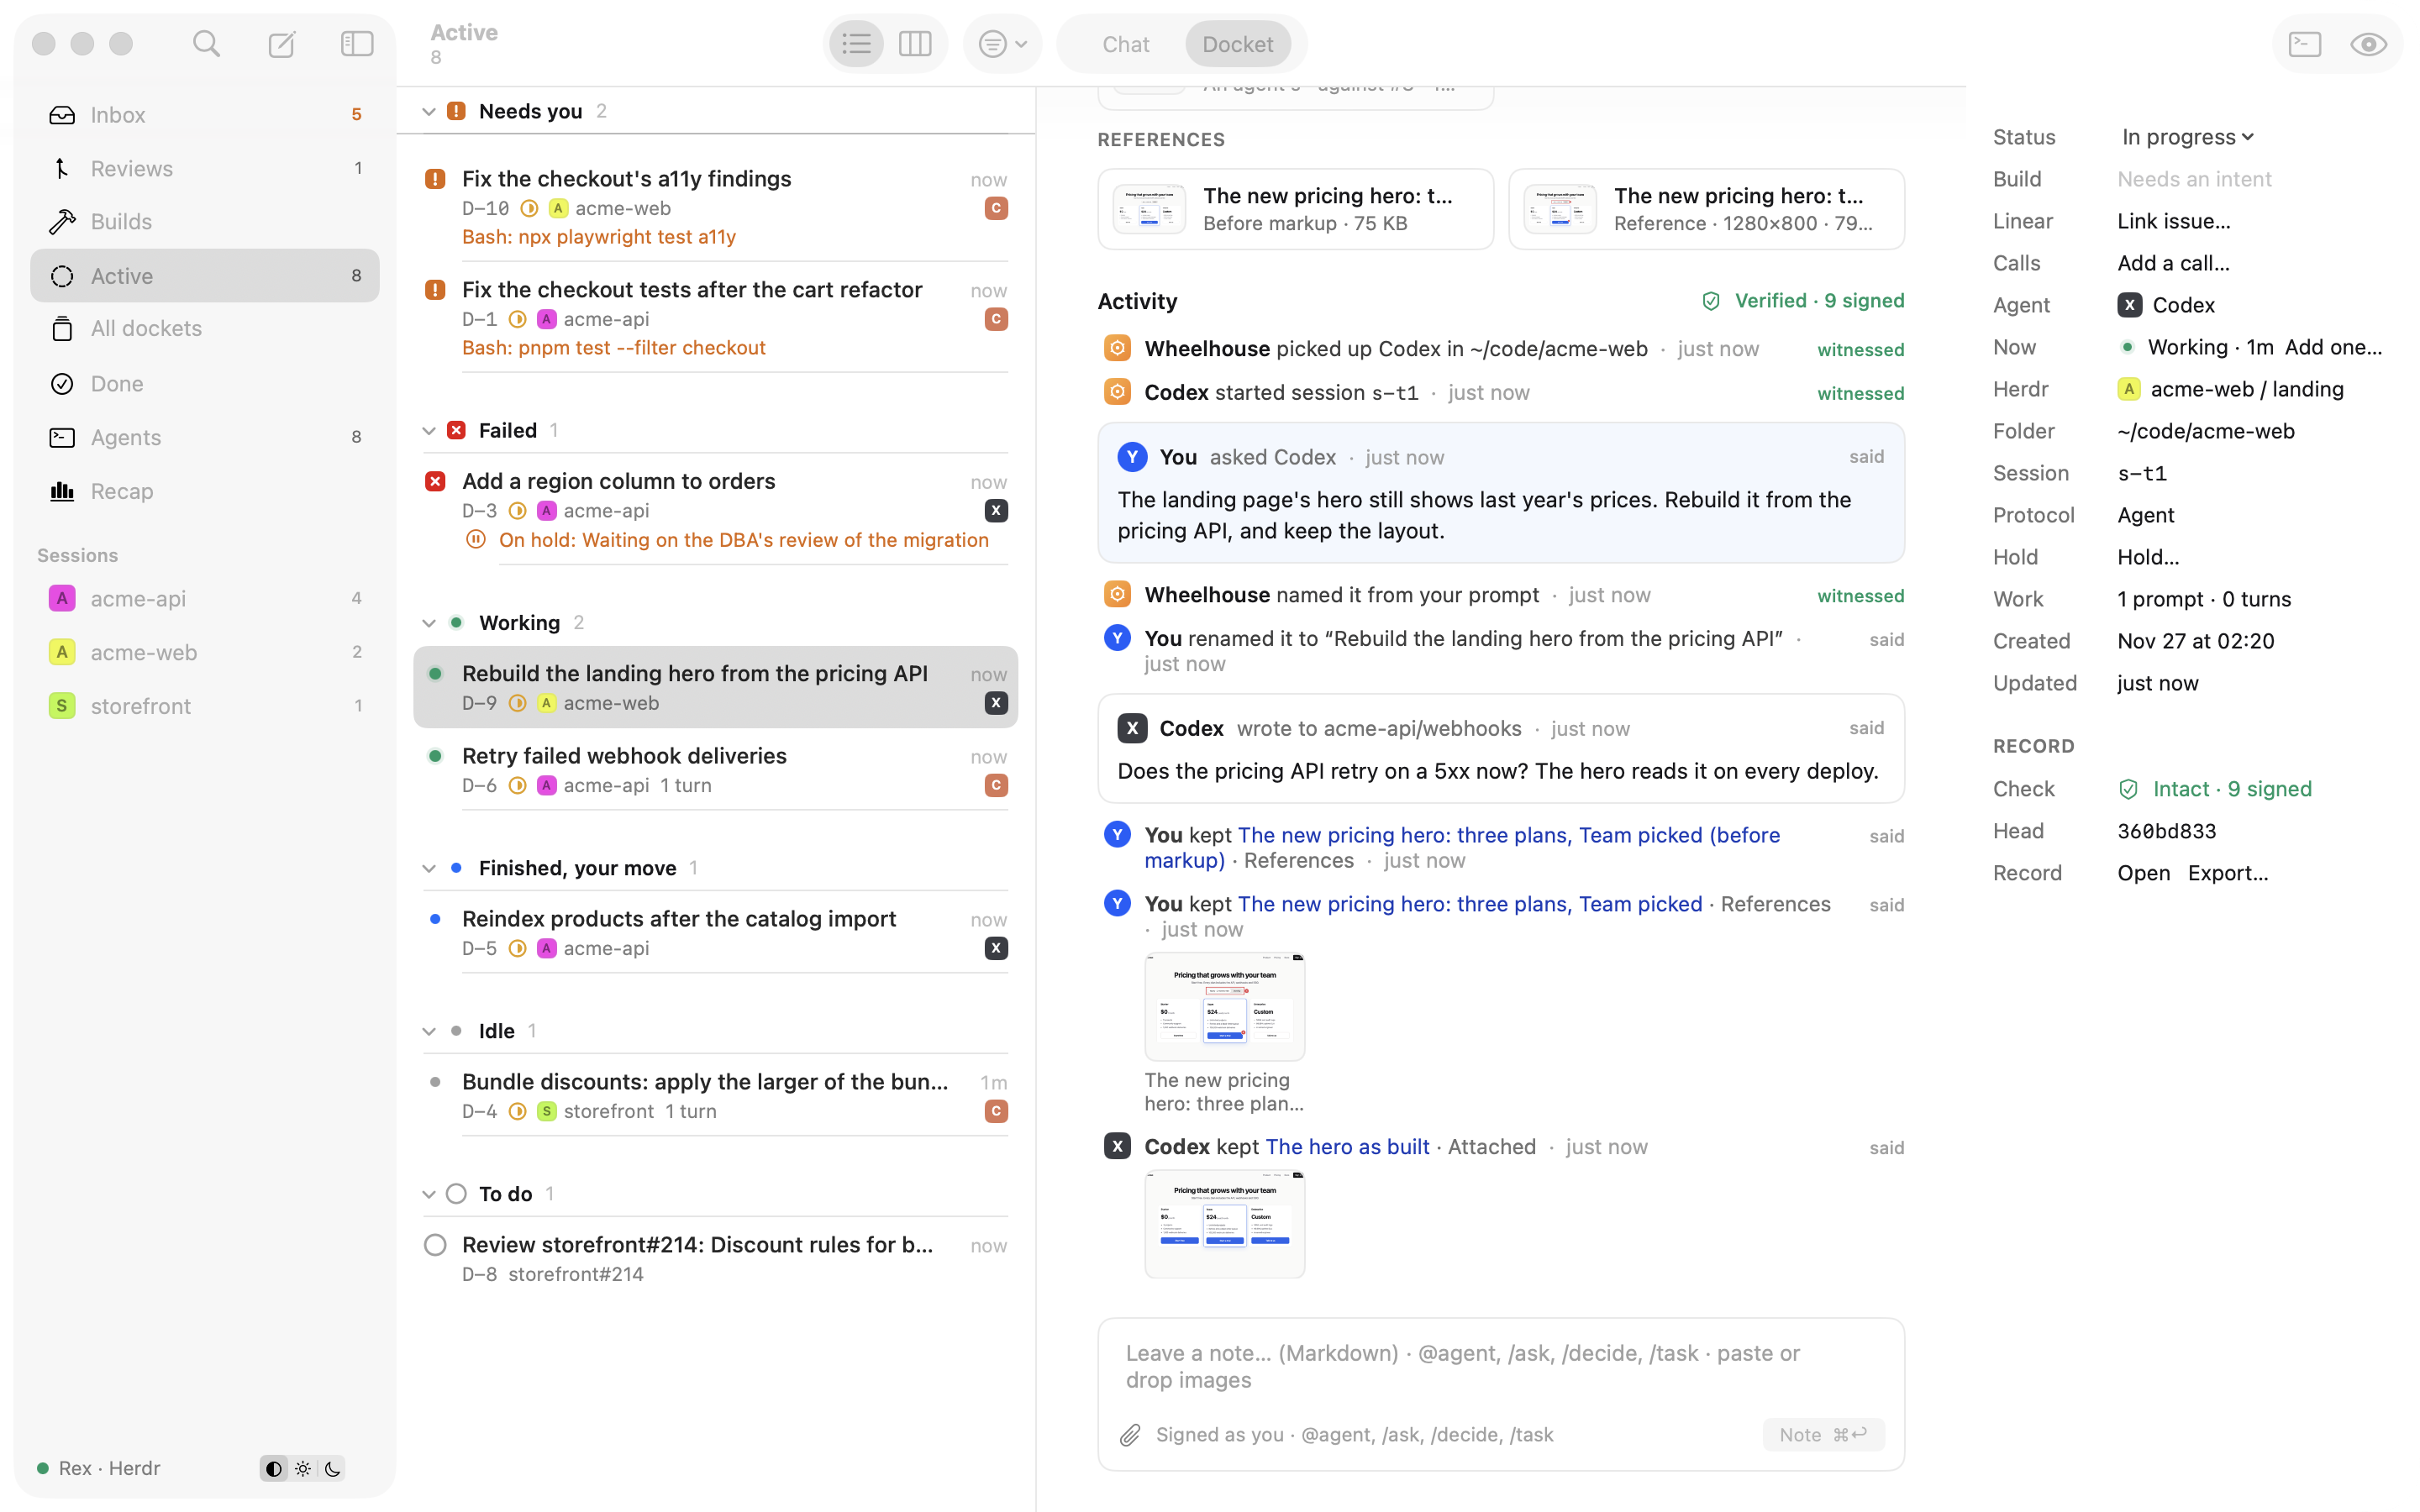 Inbox 5
Reviews 1
Builds
Active 8
All dockets
Done
Agents 8
Recap
Sessions
A acme-api 4
A acme-web 2
S storefront 1
Rex · Herdr
Active
8
Chat Docket
Needs you 2
Fix the checkout's a11y findings now
D–10 A acme-web C
Bash: npx playwright test a11y
Fix the checkout tests after the cart refactor now
D–1 A acme-api C
Bash: pnpm test --filter checkout
Failed 1
Add a region column to orders now
D–3 A acme-api X
On hold: Waiting on the DBA's review of the migration
Working 2
Rebuild the landing hero from the pricing API now
D–9 A acme-web X
Retry failed webhook deliveries now
D–6 A acme-api 1 turn C
Finished, your move 1
Reindex products after the catalog import now
D–5 A acme-api X
Idle 1
Bundle discounts: apply the larger of the bun... 1m
D–4 S storefront 1 turn C
To do 1
Review storefront#214: Discount rules for b... now
D–8 storefront#214
REFERENCES
The new pricing hero: t...
Before markup · 75 KB
The new pricing hero: t...
Reference · 1280×800 · 79...
Activity Verified · 9 signed
Wheelhouse picked up Codex in ~/code/acme-web · just now witnessed
Codex started session s–t1 · just now witnessed
Y You asked Codex · just now said
The landing page's hero still shows last year's prices. Rebuild it from the
pricing API, and keep the layout.
Wheelhouse named it from your prompt · just now witnessed
Y You renamed it to “Rebuild the landing hero from the pricing API” · said
just now
X Codex wrote to acme-api/webhooks · just now said
Does the pricing API retry on a 5xx now? The hero reads it on every deploy.
Y You kept The new pricing hero: three plans, Team picked (before said
markup) · References · just now
Y You kept The new pricing hero: three plans, Team picked · References said
· just now
Pricing that grows with your team
$0 $24 Custom
The new pricing
hero: three plan...
X Codex kept The hero as built · Attached · just now said
Pricing that grows with your team
$0 $24 Custom
Leave a note... (Markdown) · @agent, /ask, /decide, /task · paste or
drop images
Signed as you · @agent, /ask, /decide, /task Note ⌘↩
Status In progress
Build Needs an intent
Linear Link issue...
Calls Add a call...
Agent X Codex
Now Working · 1m Add one...
Herdr A acme-web / landing
Folder ~/code/acme-web
Session s–t1
Protocol Agent
Hold Hold...
Work 1 prompt · 0 turns
Created Nov 27 at 02:20
Updated just now
RECORD
Check Intact · 9 signed
Head 360bd833
Record Open Export...